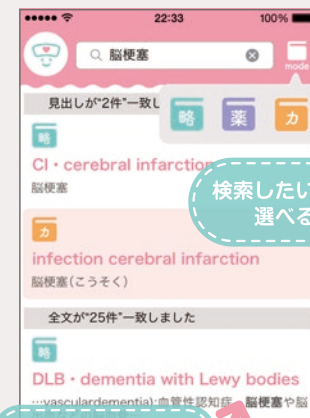 22:33
100%
脳梗塞
mode
見出しが"2件"一致し
略
薬
カ
略
CI・cerebral infarction
脳梗塞
検索したい
選べる
カ
infection cerebral infarction
脳梗塞(こうそく)
全文が"25件"一致しました
略
DLB・dementia with Lewy bodies
…vasculardementia):血管性認知症 脳梗塞や脳